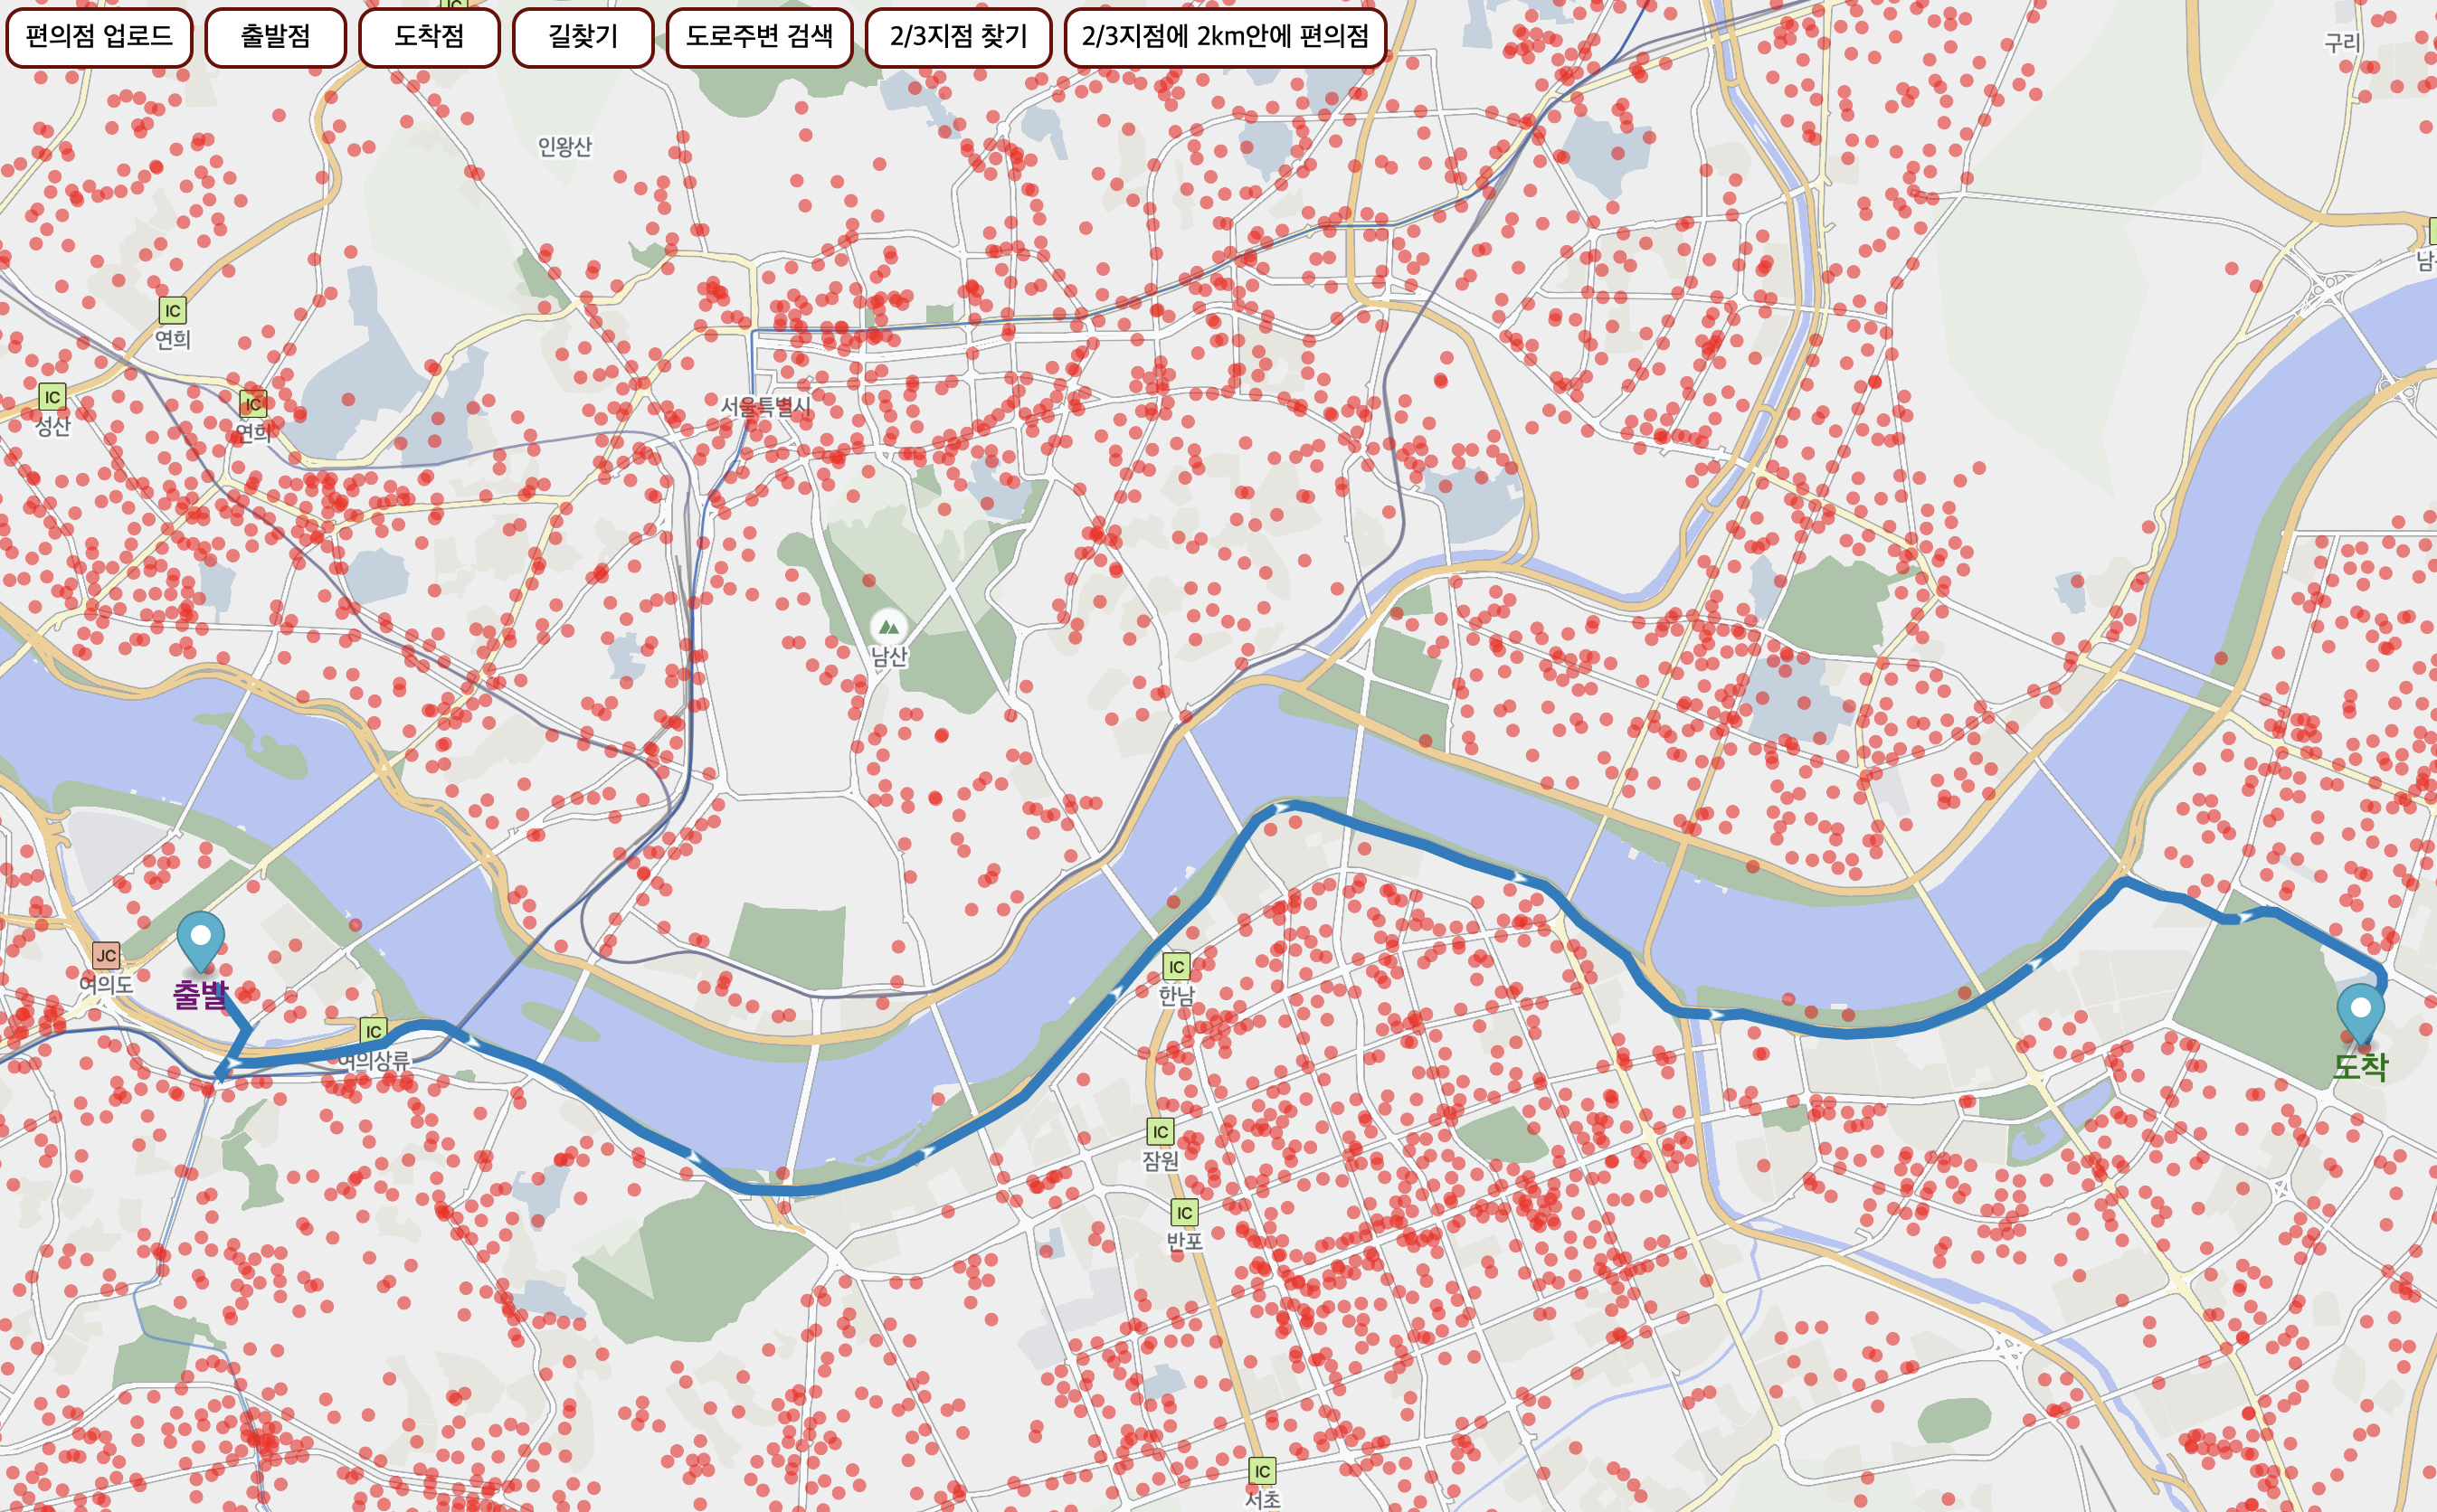 IC
편의점 업로드
출발점
도착점
길찾기
도로주변 검색
2/3지점 찾기
2/3지점에 2km안에 편의점
구리
인왕산
남
IC
연희
IC
성산
IC
연희
서울특별시
남산
JC
여의도
출발
IC
여의상류
IC
한남
도착
IC
잠원
IC
반포
IC
서초